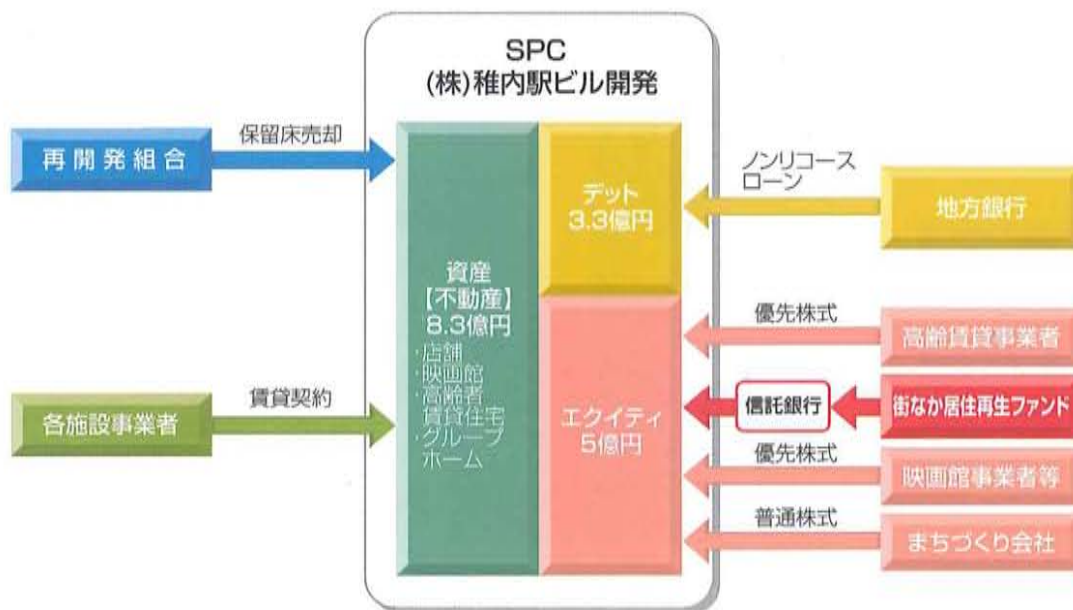 SPC
(株)稚内駅ビル開発
再開発組合
保留床売却
各施設事業者
賃貸契約
資産
【不動産】
8.3億円
・店舗
・映画館
・高齢者
賃貸住宅
・グループ
ホーム
デット
3.3億円
エクイティ
5億円
ノンリコース
ローン
地方銀行
優先株式
高齢賃貸事業者
信託銀行
街なか居住再生ファンド
優先株式
映画館事業者等
普通株式
まちづくり会社